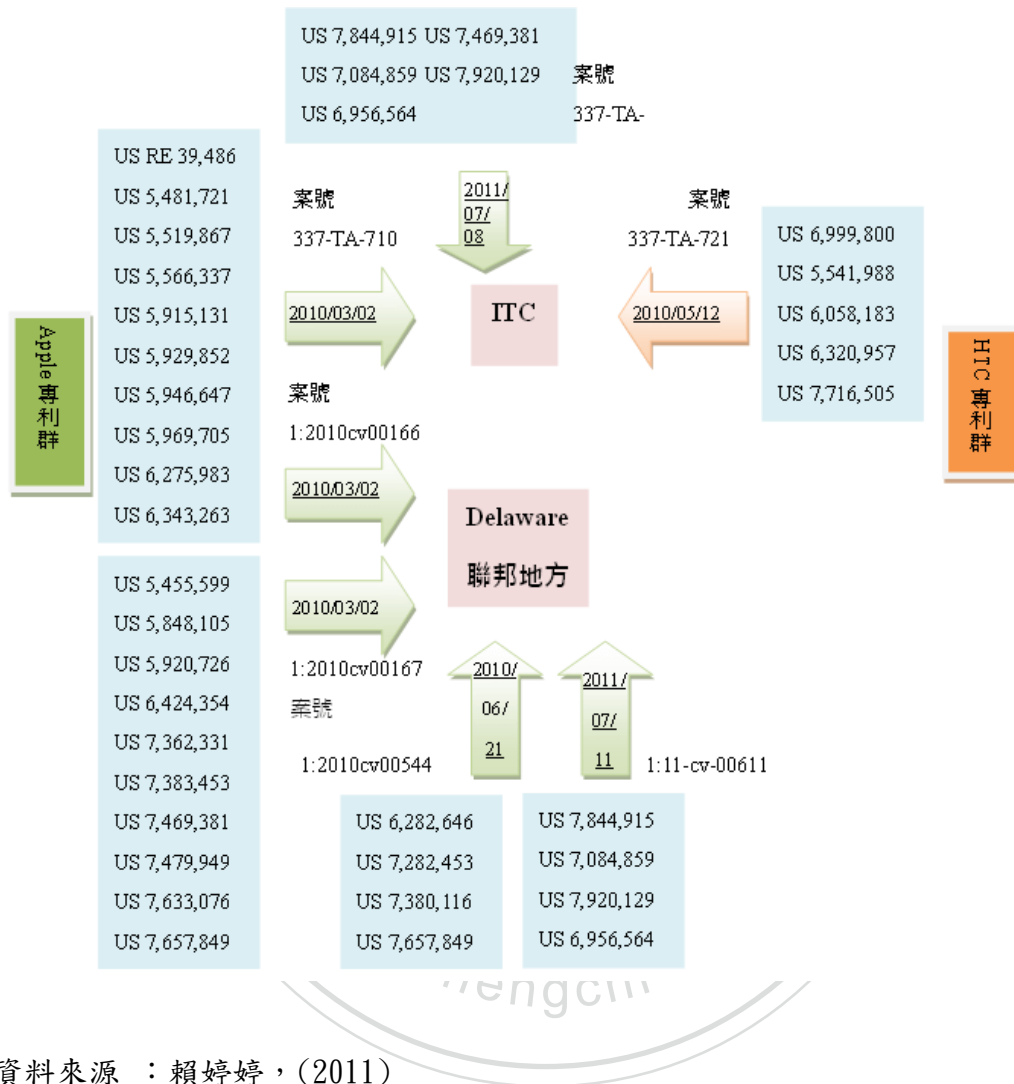 US 7,844,915 US 7,469,381
US 7,084,859 US 7,920,129
US 6,956,564
案號
337-TA-
US RE 39,486
US 5,481,721
US 5,519,867
US 5,566,337
US 5,915,131
US 5,929,852
US 5,946,647
US 5,969,705
US 6,275,983
US 6,343,263
案號
337-TA-710
2011/
07/
08
案號
337-TA-721
US 6,999,800
US 5,541,988
US 6,058,183
US 6,320,957
US 7,716,505
2010/03/02
ITC
2010/05/12
Apple專利群
HTC 專利群
案號
1:2010cv00166
2010/03/02
Delaware
聯邦地方
US 5,455,599
US 5,848,105
US 5,920,726
US 6,424,354
US 7,362,331
US 7,383,453
US 7,469,381
US 7,479,949
US 7,633,076
US 7,657,849
2010/03/02
1:2010cv00167
案號
1:2010cv00544
2010/
06/
21
2011/
07/
11
1:11-cv-00611
US 6,282,646
US 7,282,453
US 7,380,116
US 7,657,849
US 7,844,915
US 7,084,859
US 7,920,129
US 6,956,564
engchi
資料來源 ：賴婷婷，(2011)